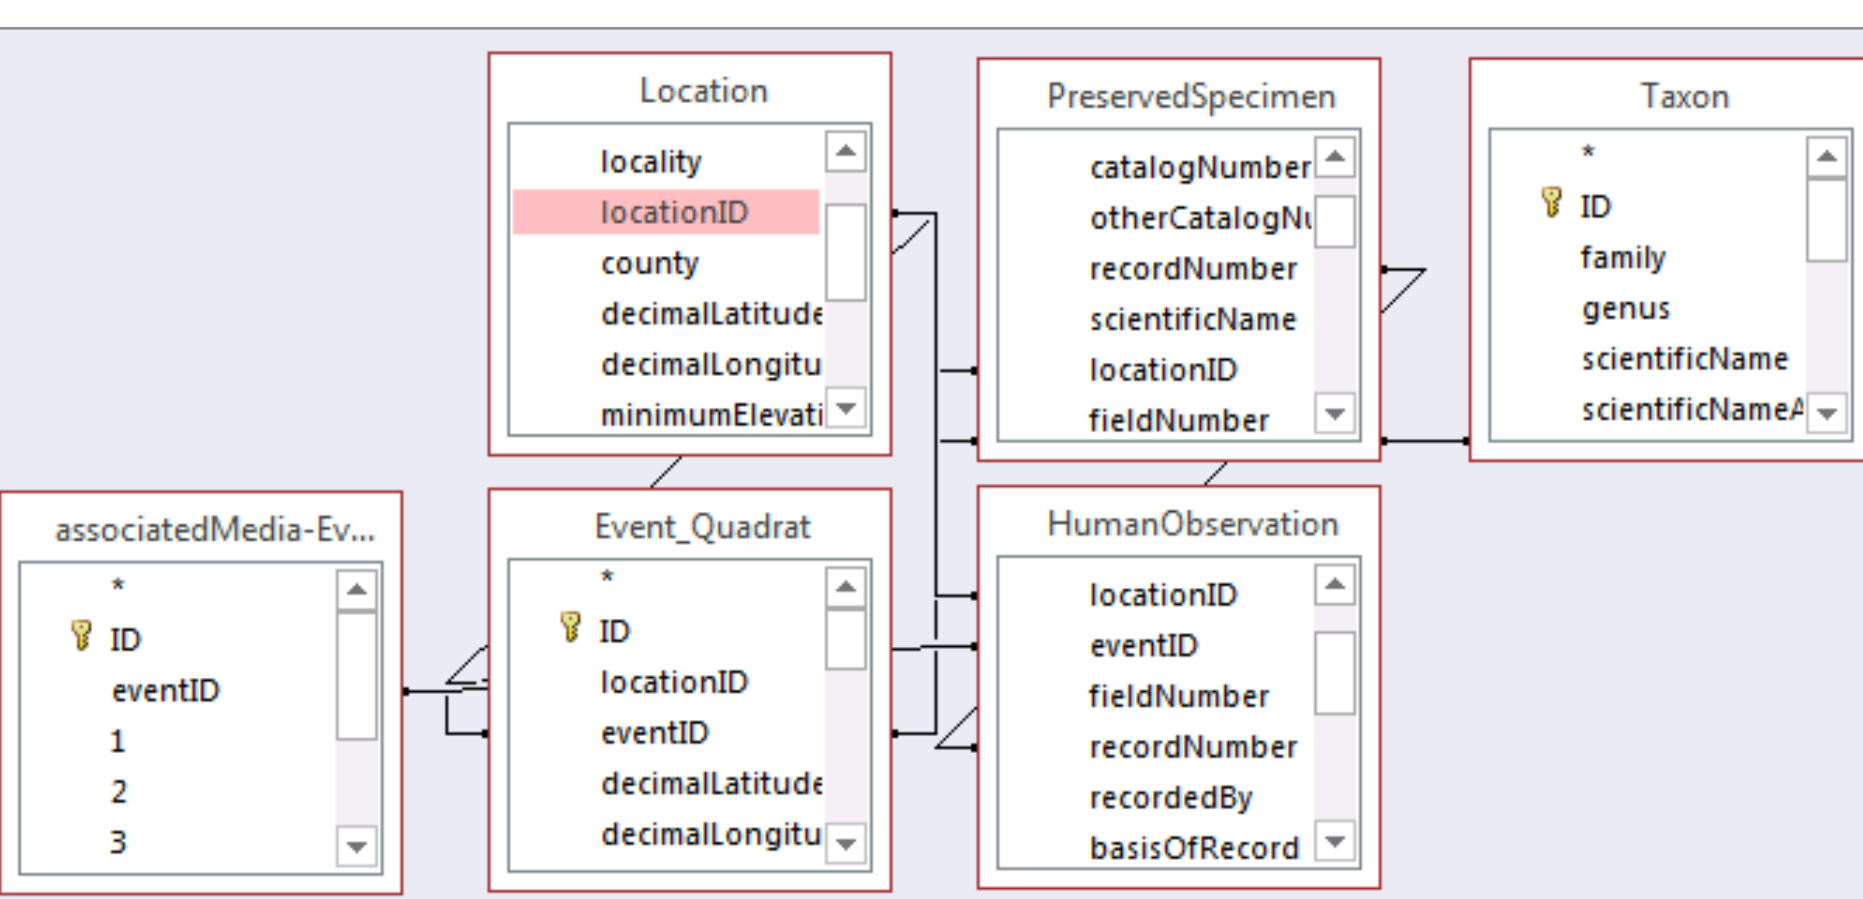 Location
locality
locationID
county
decimalLatitude
decimalLongitu
minimumElevati
PreservedSpecimen
catalogNumber
otherCatalogNu
recordNumber
scientificName
locationID
fieldNumber
Taxon
*
ID
family
genus
scientificName
scientificNameA
associatedMedia-Ev...
*
ID
eventID
1
2
3
Event_Quadrat
*
ID
locationID
eventID
decimalLatitude
decimalLongitu
HumanObservation
locationID
eventID
fieldNumber
recordNumber
recordedBy
basisOfRecord